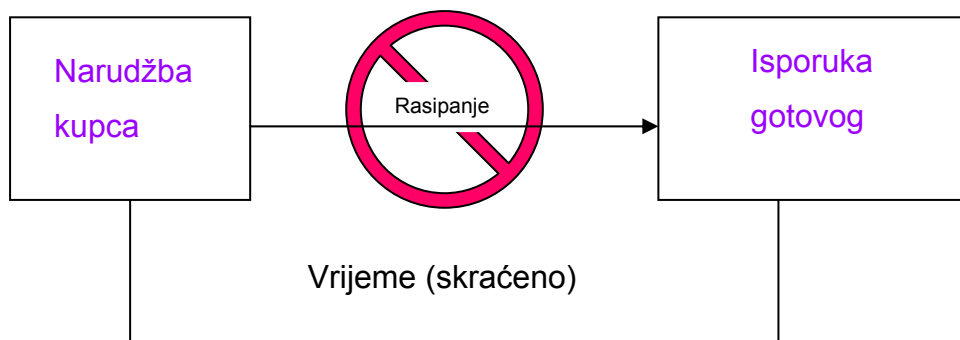 Narudžba
kupca
Rasipanje
Isporuka
gotovog
Vrijeme (skraćeno)